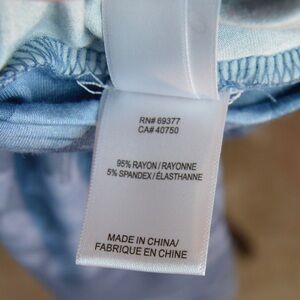 RN# 69377
CA# 40750
95% RAYON / RAYONNE
5% SPANDEX / ÉLASTHANNE
MADE IN CHINA/
FABRIQUE EN CHINE